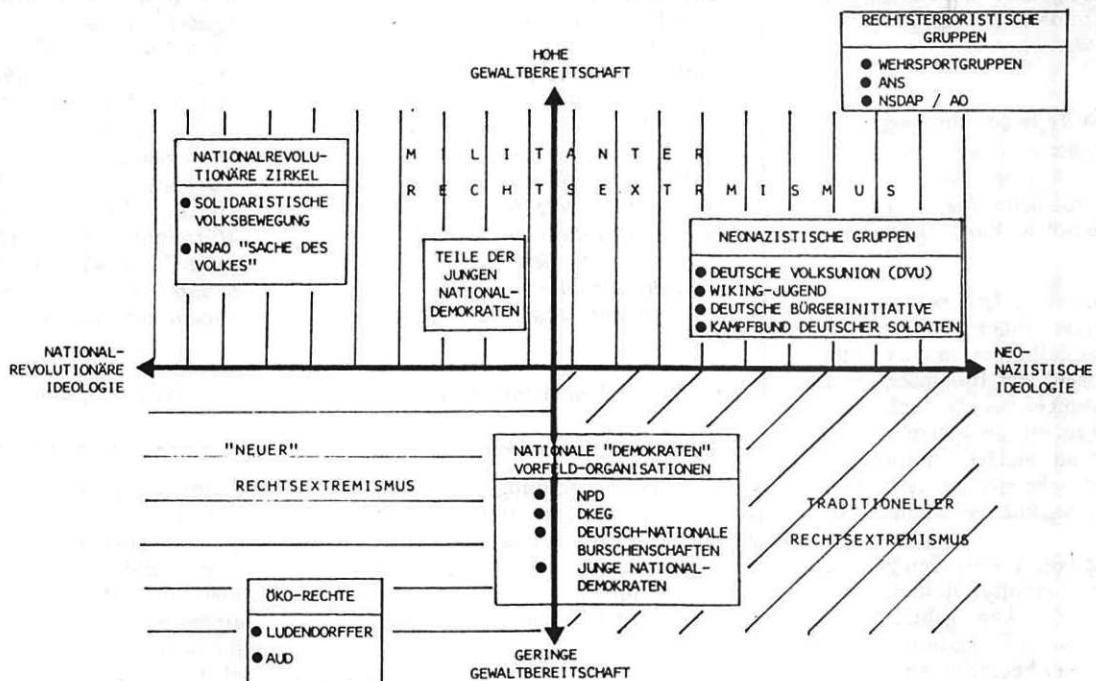 RECHTSTERRORISTISCHE
GRUPPEN
● WEHRSPORTGRUPPEN
● ANS
● NSDAP / AO
HOHE
GEWALTBEREITSCHAFT
M I L I T A N T E R
R E C H T S E X T R M I S M U S
NATIONALREVOLU-
TIONÄRE ZIRKEL
● SOLIDARISTISCHE
VOLKSBEWEGUNG
● NRAO "SACHE DES
VOLKES"
TEILE DER
JUNGEN
NATIONAL-
DEMOKRATEN
NEONAZISTISCHE GRUPPEN
● DEUTSCHE VOLKSUNION (DVU)
● WIKING-JUGEND
● DEUTSCHE BÜRGERINITIATIVE
● KAMPFBUND DEUTSCHER SOLDATEN
NATIONAL-
REVOLUTIONÄRE
IDEOLOGIE
NEO-
NAZISTISCHE
IDEOLOGIE
"NEUER"
RECHTSEXTREMISMUS
NATIONALE "DEMOKRATEN"
VORFELD-ORGANISATIONEN
● NPD
● DKEG
● DEUTSCH-NATIONALE
BURSCHENSCHAFTEN
● JUNGE NATIONAL-
DEMOKRATEN
TRADITIONELLER
RECHTSEXTREMISMUS
ÖKO-RECHTE
● LUDENDORFFER
● AUD
GERINGE
GEWALTBEREITSCHAFT